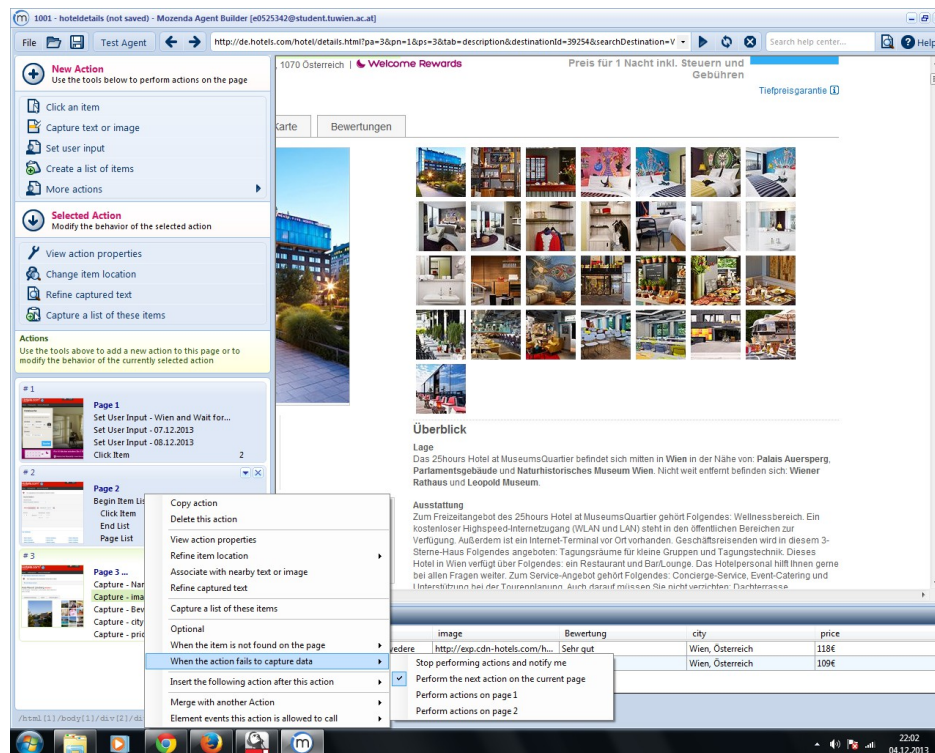 1001 - hoteldetails (not saved) - Mozenda Agent Builder [e0525342@student.tuwien.ac.at]
File
Test Agent
http://de.hotels.com/hotel/details.html?pa=3&pn=1&ps=3&tab=description&destinationId=39254&searchDestination=V
Search help center...
Help
New Action
Use the tools below to perform actions on the page
Click an item
Capture text or image
Set user input
Create a list of items
More actions
Selected Action
Modify the behavior of the selected action
View action properties
Change item location
Refine captured text
Capture a list of these items
Actions
Use the tools above to add a new action to this page or to
modify the behavior of the currently selected action
# 1
Page 1
Set User Input - Wien and Wait for...
Set User Input - 07.12.2013
Set User Input - 08.12.2013
Click Item 2
# 2
Page 2
Begin Item Lis
Click Item
End List
Page List
# 3
Page 3 ...
Capture - Nar
Capture - ima
Capture - Bev
Capture - city
Capture - pric
/html[1]/body[1]/div[2]/di
, 1070 Österreich | Welcome Rewards
Preis für 1 Nacht inkl. Steuern und
Gebühren
Tiefpreisgarantie
Karte
Bewertungen
Überblick
Lage
Das 25hours Hotel at MuseumsQuartier befindet sich mitten in Wien in der Nähe von: Palais Auersperg,
Parlamentsgebäude und Naturhistorisches Museum Wien. Nicht weit entfernt befinden sich: Wiener
Rathaus und Leopold Museum.
Ausstattung
Zum Freizeitangebot des 25hours Hotel at MuseumsQuartier gehört Folgendes: Wellnessbereich. Ein
kostenloser Highspeed-Internetzugang (WLAN und LAN) steht in den öffentlichen Bereichen zur
Verfügung. Außerdem ist ein Internet-Terminal vor Ort vorhanden. Geschäftsreisenden wird in diesem 3-
Sterne-Haus Folgendes angeboten: Tagungsräume für kleine Gruppen und Tagungstechnik. Dieses
Hotel in Wien verfügt über Folgendes: ein Restaurant und Bar/Lounge. Das Hotelpersonal hilft Ihnen gerne
bei allen Fragen weiter. Zum Service-Angebot gehört Folgendes: Concierge-Service, Event-Catering und
Unterstützung bei der Tourenplanung. Auch darauf müssen Sie nicht verzichten: Dachterrasse
Copy action
Delete this action
View action properties
Refine item location
Associate with nearby text or image
Refine captured text
Capture a list of these items
Optional
When the item is not found on the page
When the action fails to capture data
Insert the following action after this action
Merge with another Action
Element events this action is allowed to call
Stop performing actions and notify me
Perform the next action on the current page
Perform actions on page 1
Perform actions on page 2
image Bewertung city price
vedere http://exp.cdn-hotels.com/h... Sehr gut Wien, Österreich 118€
Wien, Österreich 109€
22:02
04.12.2013